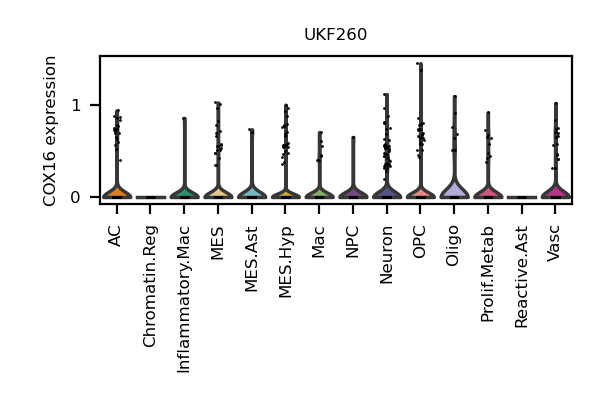 UKF260
COX16 expression
1
0
AC
Chromatin.Reg
Inflammatory.Mac
MES
MES.Ast
MES.Hyp
Mac
NPC
Neuron
OPC
Oligo
Prolif.Metab
Reactive.Ast
Vasc